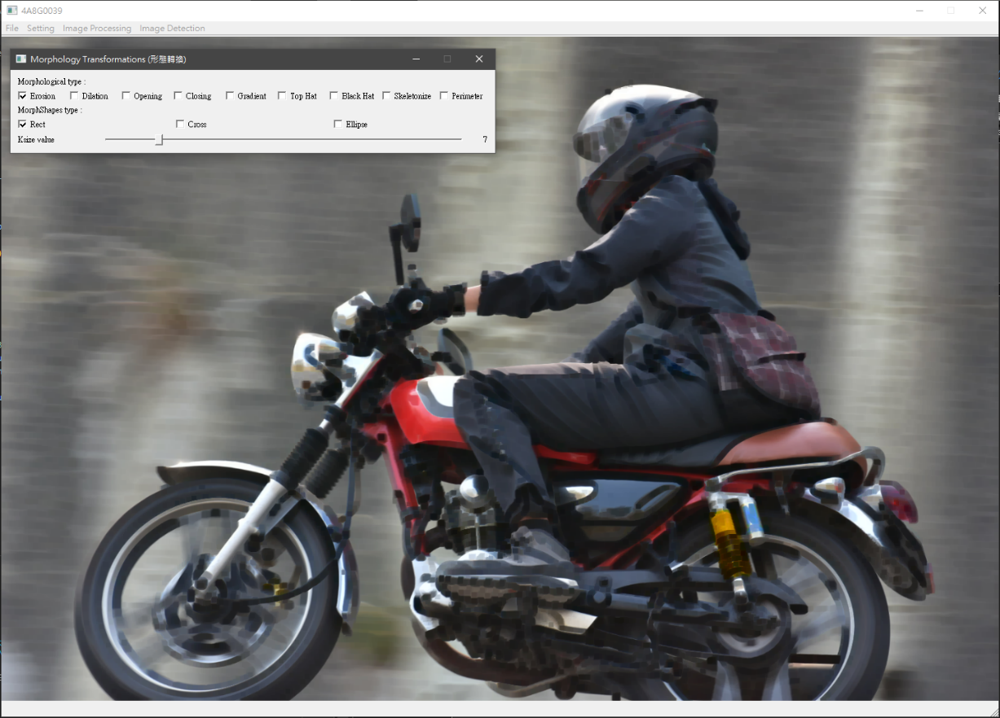 4A8G0039
File Setting Image Processing Image Detection
Morphology Transformations (形態轉換)
Morphological type :
Erosion Dilation Opening Closing Gradient Top Hat Black Hat Skeletonize Perimeter
MorphShapes type :
Rect Cross Ellipse
Ksize value 7